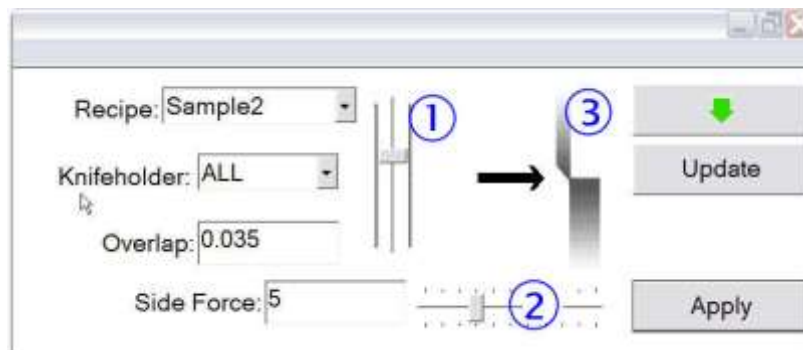 Recipe: Sample2
①
③
Knifeholder: ALL
Update
Overlap: 0.035
Side Force: 5
②
Apply